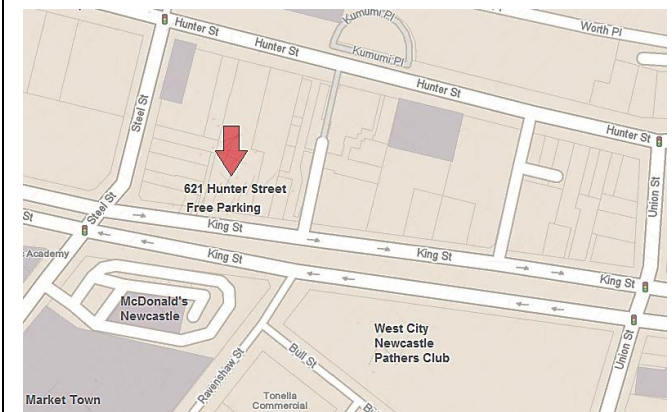 Hunter St
Hunter St
Kumumi Pl
Kumumi Pl
Worth Pl
Hunter St
Hunter St
Steel St
Union St
621 Hunter Street
Free Parking
Steel St
St
King St
King St
King St
King St
Academy
McDonald's
Newcastle
West City
Newcastle
Pathers Club
Union St
Bull St
Ravenshaw St
Market Town
Tonella
Commercial